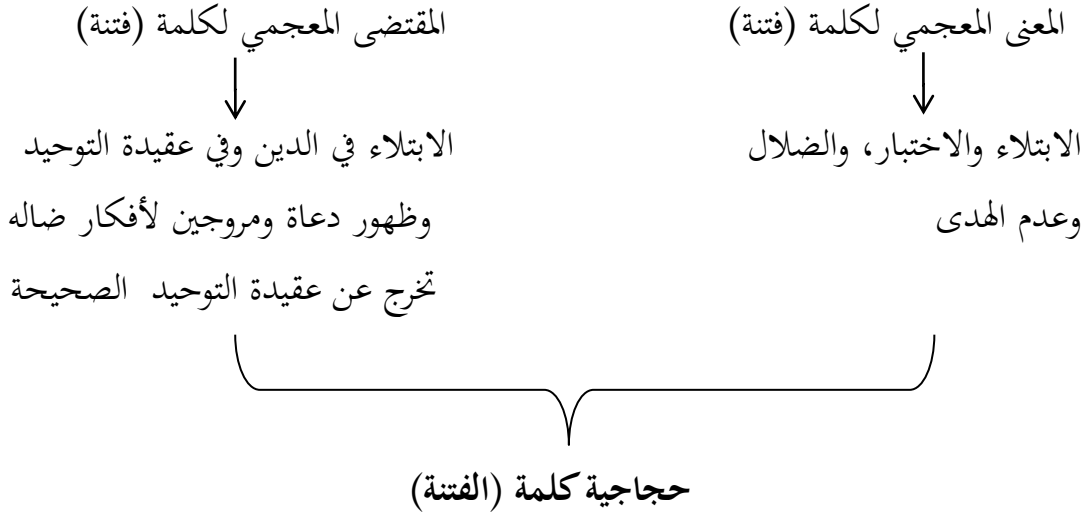 المعنى المعجمي لكلمة (فتنة)
المقتضى المعجمي لكلمة (فتنة)
الابتلاء والاختبار، والضلال
وعدم الهدى
الابتلاء في الدين وفي عقيدة التوحيد
وظهور دعاة ومروجين لأفكار ضاله
تخرج عن عقيدة التوحيد الصحيحة
حجاجية كلمة (الفتنة)